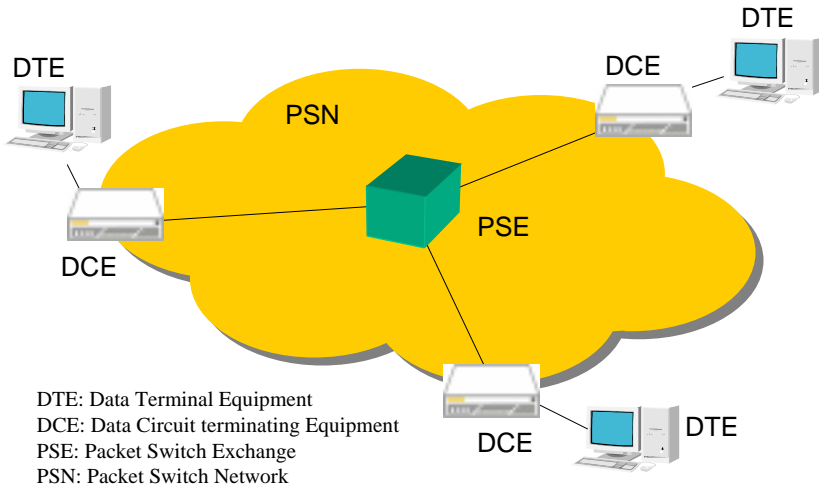 DTE
DTE
DCE
PSN
PSE
DCE
DTE
DCE
DTE: Data Terminal Equipment
DCE: Data Circuit terminating Equipment
PSE: Packet Switch Exchange
PSN: Packet Switch Network